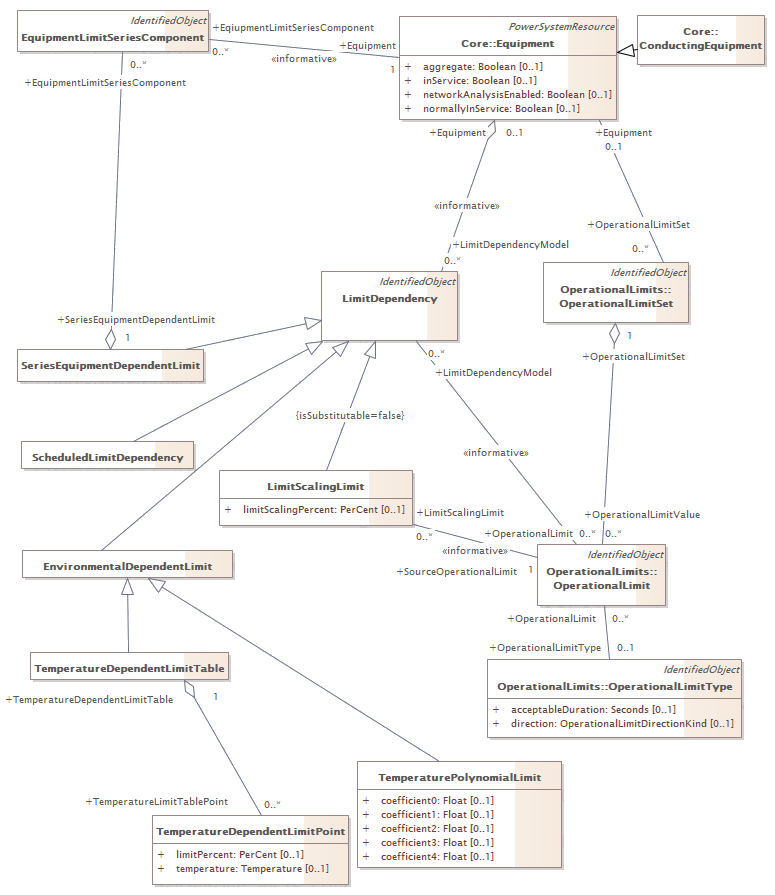 IdentifiedObject
EquipmentLimitSeriesComponent
+EqiupmentLimitSeriesComponent
0..*
+Equipment
«informative»
1
PowerSystemResource
Core::Equipment
+ aggregate: Boolean [0..1]
+ inService: Boolean [0..1]
+ networkAnalysisEnabled: Boolean [0..1]
+ normallyInService: Boolean [0..1]
Core::
ConductingEquipment
0..*
+EquipmentLimitSeriesComponent
+Equipment
0..1
+Equipment
0..1
«informative»
+OperationalLimitSet
0..*
+LimitDependencyModel
0..*
IdentifiedObject
LimitDependency
IdentifiedObject
OperationalLimits::
OperationalLimitSet
+SeriesEquipmentDependentLimit
1
SeriesEquipmentDependentLimit
1
+OperationalLimitSet
0..*
+LimitDependencyModel
{isSubstitutable=false}
ScheduledLimitDependency
«informative»
LimitScalingLimit
+ limitScalingPercent: PerCent [0..1]
+LimitScalingLimit
0..*
+OperationalLimitValue
+OperationalLimit
0..*
0..*
«informative»
+SourceOperationalLimit
1
IdentifiedObject
OperationalLimits::
OperationalLimit
EnvironmentalDependentLimit
+OperationalLimit
0..*
+OperationalLimitType
0..1
TemperatureDependentLimitTable
+TemperatureDependentLimitTable
1
IdentifiedObject
OperationalLimits::OperationalLimitType
+ acceptableDuration: Seconds [0..1]
+ direction: OperationalLimitDirectionKind [0..1]
+TemperatureLimitTablePoint
0..*
TemperatureDependentLimitPoint
+ limitPercent: PerCent [0..1]
+ temperature: Temperature [0..1]
TemperaturePolynomialLimit
+ coefficient0: Float [0..1]
+ coefficient1: Float [0..1]
+ coefficient2: Float [0..1]
+ coefficient3: Float [0..1]
+ coefficient4: Float [0..1]